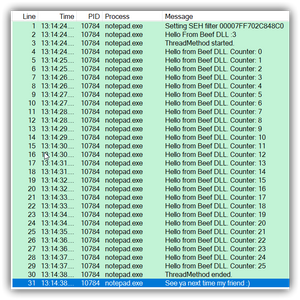 Line Time PID Process Message
1 13:14:24... 10784 notepad.exe Setting SEH filter 00007FF702C848C0
2 13:14:24... 10784 notepad.exe Hello From Beef DLL :3
3 13:14:24... 10784 notepad.exe ThreadMethod started
4 13:14:24... 10784 notepad.exe Hello from Beef DLL. Counter: 0
5 13:14:25... 10784 notepad.exe Hello from Beef DLL. Counter: 1
6 13:14:25... 10784 notepad.exe Hello from Beef DLL. Counter: 2
7 13:14:26... 10784 notepad.exe Hello from Beef DLL. Counter: 3
8 13:14:26... 10784 notepad.exe Hello from Beef DLL. Counter: 4
9 13:14:27... 10784 notepad.exe Hello from Beef DLL. Counter: 5
10 13:14:27... 10784 notepad.exe Hello from Beef DLL. Counter: 6
11 13:14:28... 10784 notepad.exe Hello from Beef DLL. Counter: 7
12 13:14:28... 10784 notepad.exe Hello from Beef DLL. Counter: 8
13 13:14:29... 10784 notepad.exe Hello from Beef DLL. Counter: 9
14 13:14:29... 10784 notepad.exe Hello from Beef DLL. Counter: 10
15 13:14:30... 10784 notepad.exe Hello from Beef DLL. Counter: 11
16 13:14:30... 10784 notepad.exe Hello from Beef DLL. Counter: 12
17 13:14:31... 10784 notepad.exe Hello from Beef DLL. Counter: 13
18 13:14:31... 10784 notepad.exe Hello from Beef DLL. Counter: 14
19 13:14:32... 10784 notepad.exe Hello from Beef DLL. Counter: 15
20 13:14:32... 10784 notepad.exe Hello from Beef DLL. Counter: 16
21 13:14:33... 10784 notepad.exe Hello from Beef DLL. Counter: 17
22 13:14:33... 10784 notepad.exe Hello from Beef DLL. Counter: 18
23 13:14:34... 10784 notepad.exe Hello from Beef DLL. Counter: 19
24 13:14:34... 10784 notepad.exe Hello from Beef DLL. Counter: 20
25 13:14:35... 10784 notepad.exe Hello from Beef DLL. Counter: 21
26 13:14:36... 10784 notepad.exe Hello from Beef DLL. Counter: 22
27 13:14:36... 10784 notepad.exe Hello from Beef DLL. Counter: 23
28 13:14:37... 10784 notepad.exe Hello from Beef DLL. Counter: 24
29 13:14:37... 10784 notepad.exe Hello from Beef DLL. Counter: 25
30 13:14:38... 10784 notepad.exe ThreadMethod ended.
31 13:14:38... 10784 notepad.exe See ya next time my friend :)